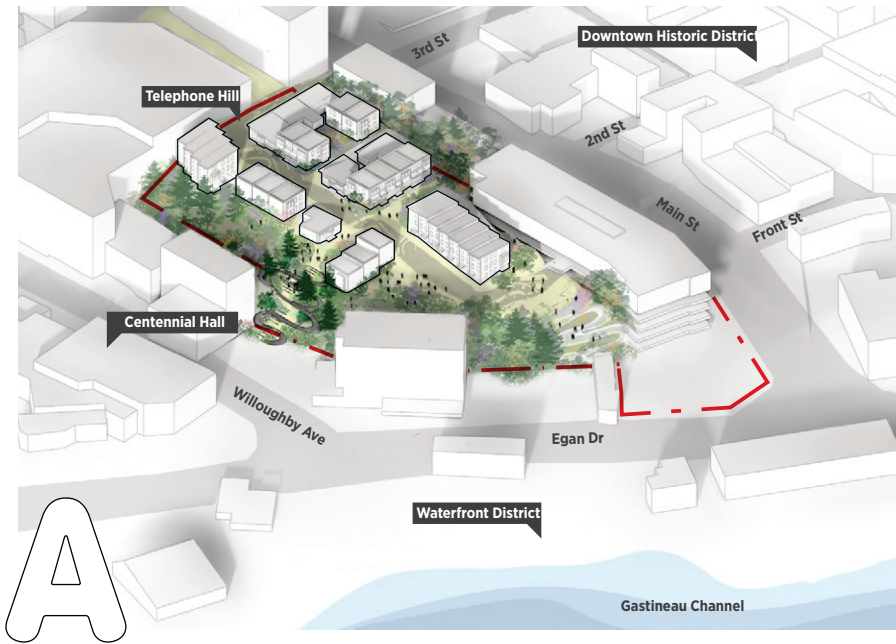 3rd St
Downtown Historic District
Telephone Hill
2nd St
Main St
Front St
Centennial Hall
Willoughby Ave
Egan Dr
Waterfront District
Gastineau Channel
A